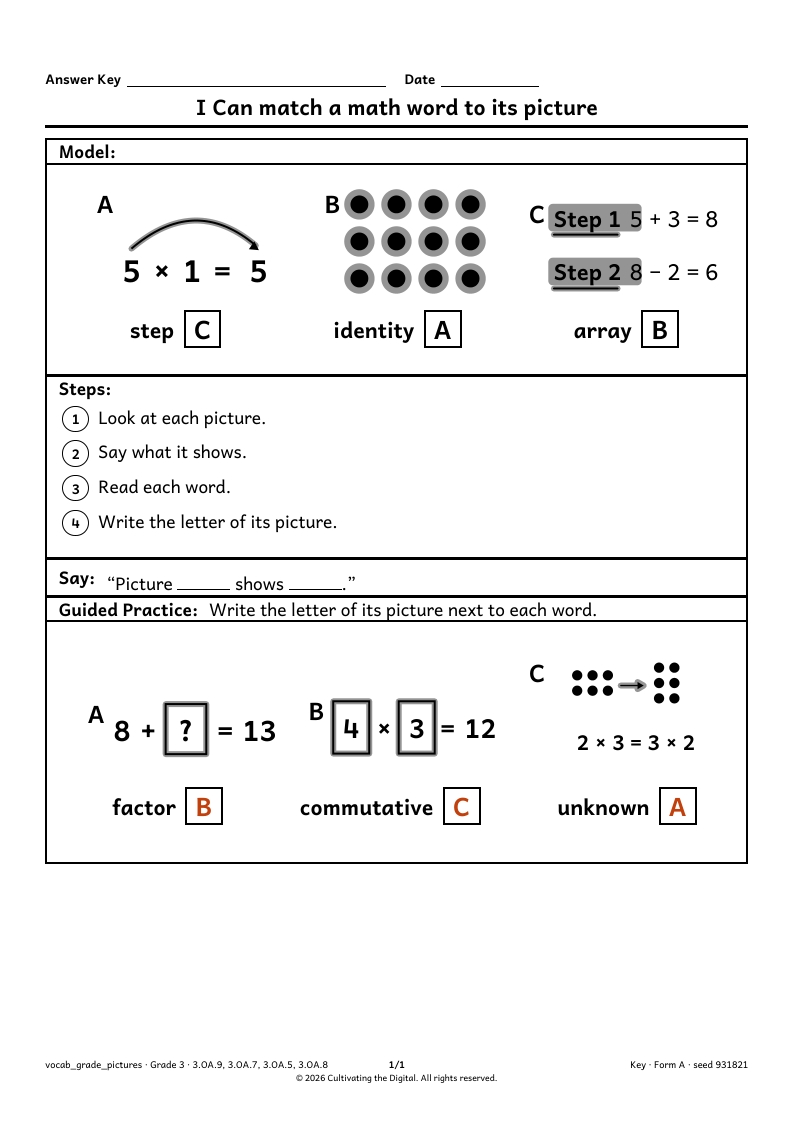 Answer Key Date
I Can match a math word to its picture
Model:
A
5 × 1 = 5
B
C
Step 1 5 + 3 = 8
Step 2 8 − 2 = 6
step C
identity A
array B
Steps:
1 Look at each picture.
2 Say what it shows.
3 Read each word.
4 Write the letter of its picture.
Say: “Picture ______ shows ______.”
Guided Practice: Write the letter of its picture next to each word.
A
8 + ? = 13
B
4 × 3 = 12
C
2 × 3 = 3 × 2
factor B
commutative C
unknown A
vocab_grade_pictures · Grade 3 · 3.OA.9, 3.OA.7, 3.OA.5, 3.OA.8 1/1 Key · Form A · seed 931821
© 2026 Cultivating the Digital. All rights reserved.